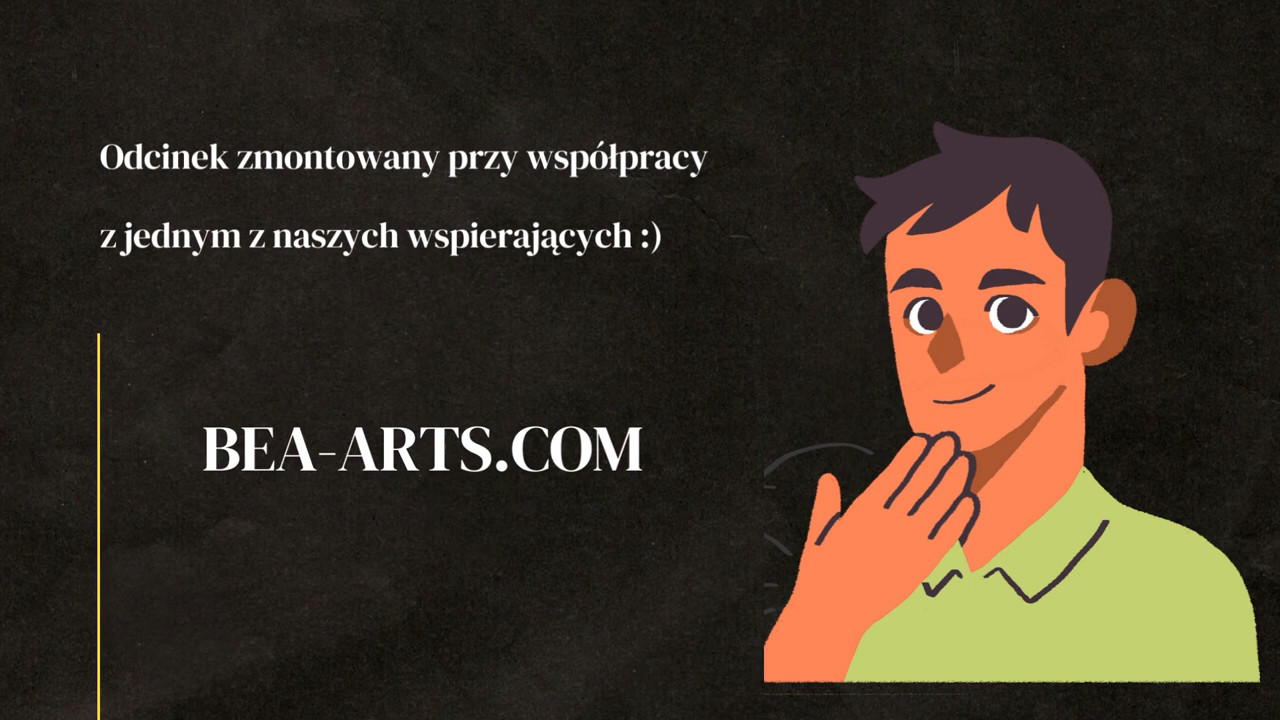 Odcinek zmontowany przy współpracy
z jednym z naszych wspierających :)
BEA-ARTS.COM